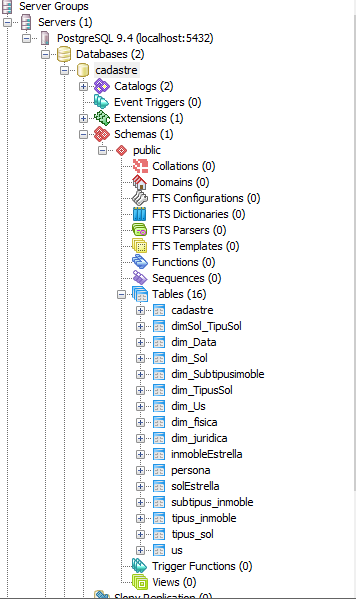 Server Groups
Servers (1)
PostgreSQL 9.4 (localhost:5432)
Databases (2)
cadastre
Catalogs (2)
Event Triggers (0)
Extensions (1)
Schemas (1)
public
Collations (0)
Domains (0)
FTS Configurations (0)
FTS Dictionaries (0)
FTS Parsers (0)
FTS Templates (0)
Functions (0)
Sequences (0)
Tables (16)
cadastre
dimSol_TipuSol
dim_Data
dim_Sol
dim_Subtipusimoble
dim_TipusSol
dim_Us
dim_fisica
dim_juridica
inmobleEstrella
persona
solEstrella
subtipus_inmoble
tipus_inmoble
tipus_sol
us
Trigger Functions (0)
Views (0)
Slony Replication (0)